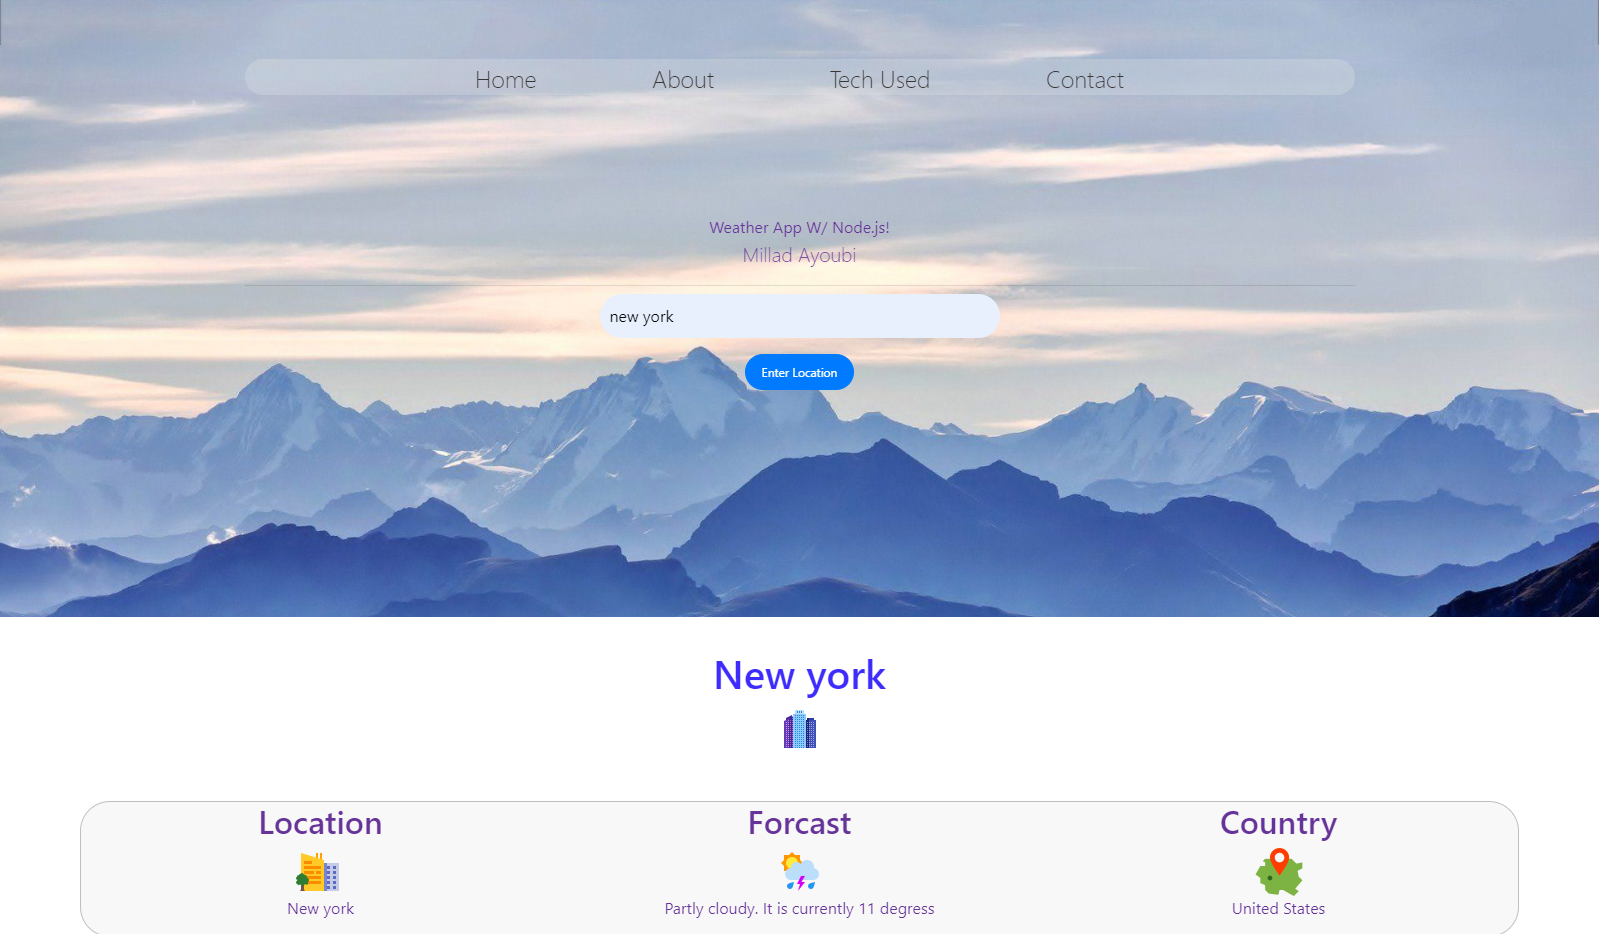 Home About Tech Used Contact
Weather App W/ Node.js!
Millad Ayoubi
new york
Enter Location
New york
Location Forcast Country
New york Partly cloudy. It is currently 11 degress United States